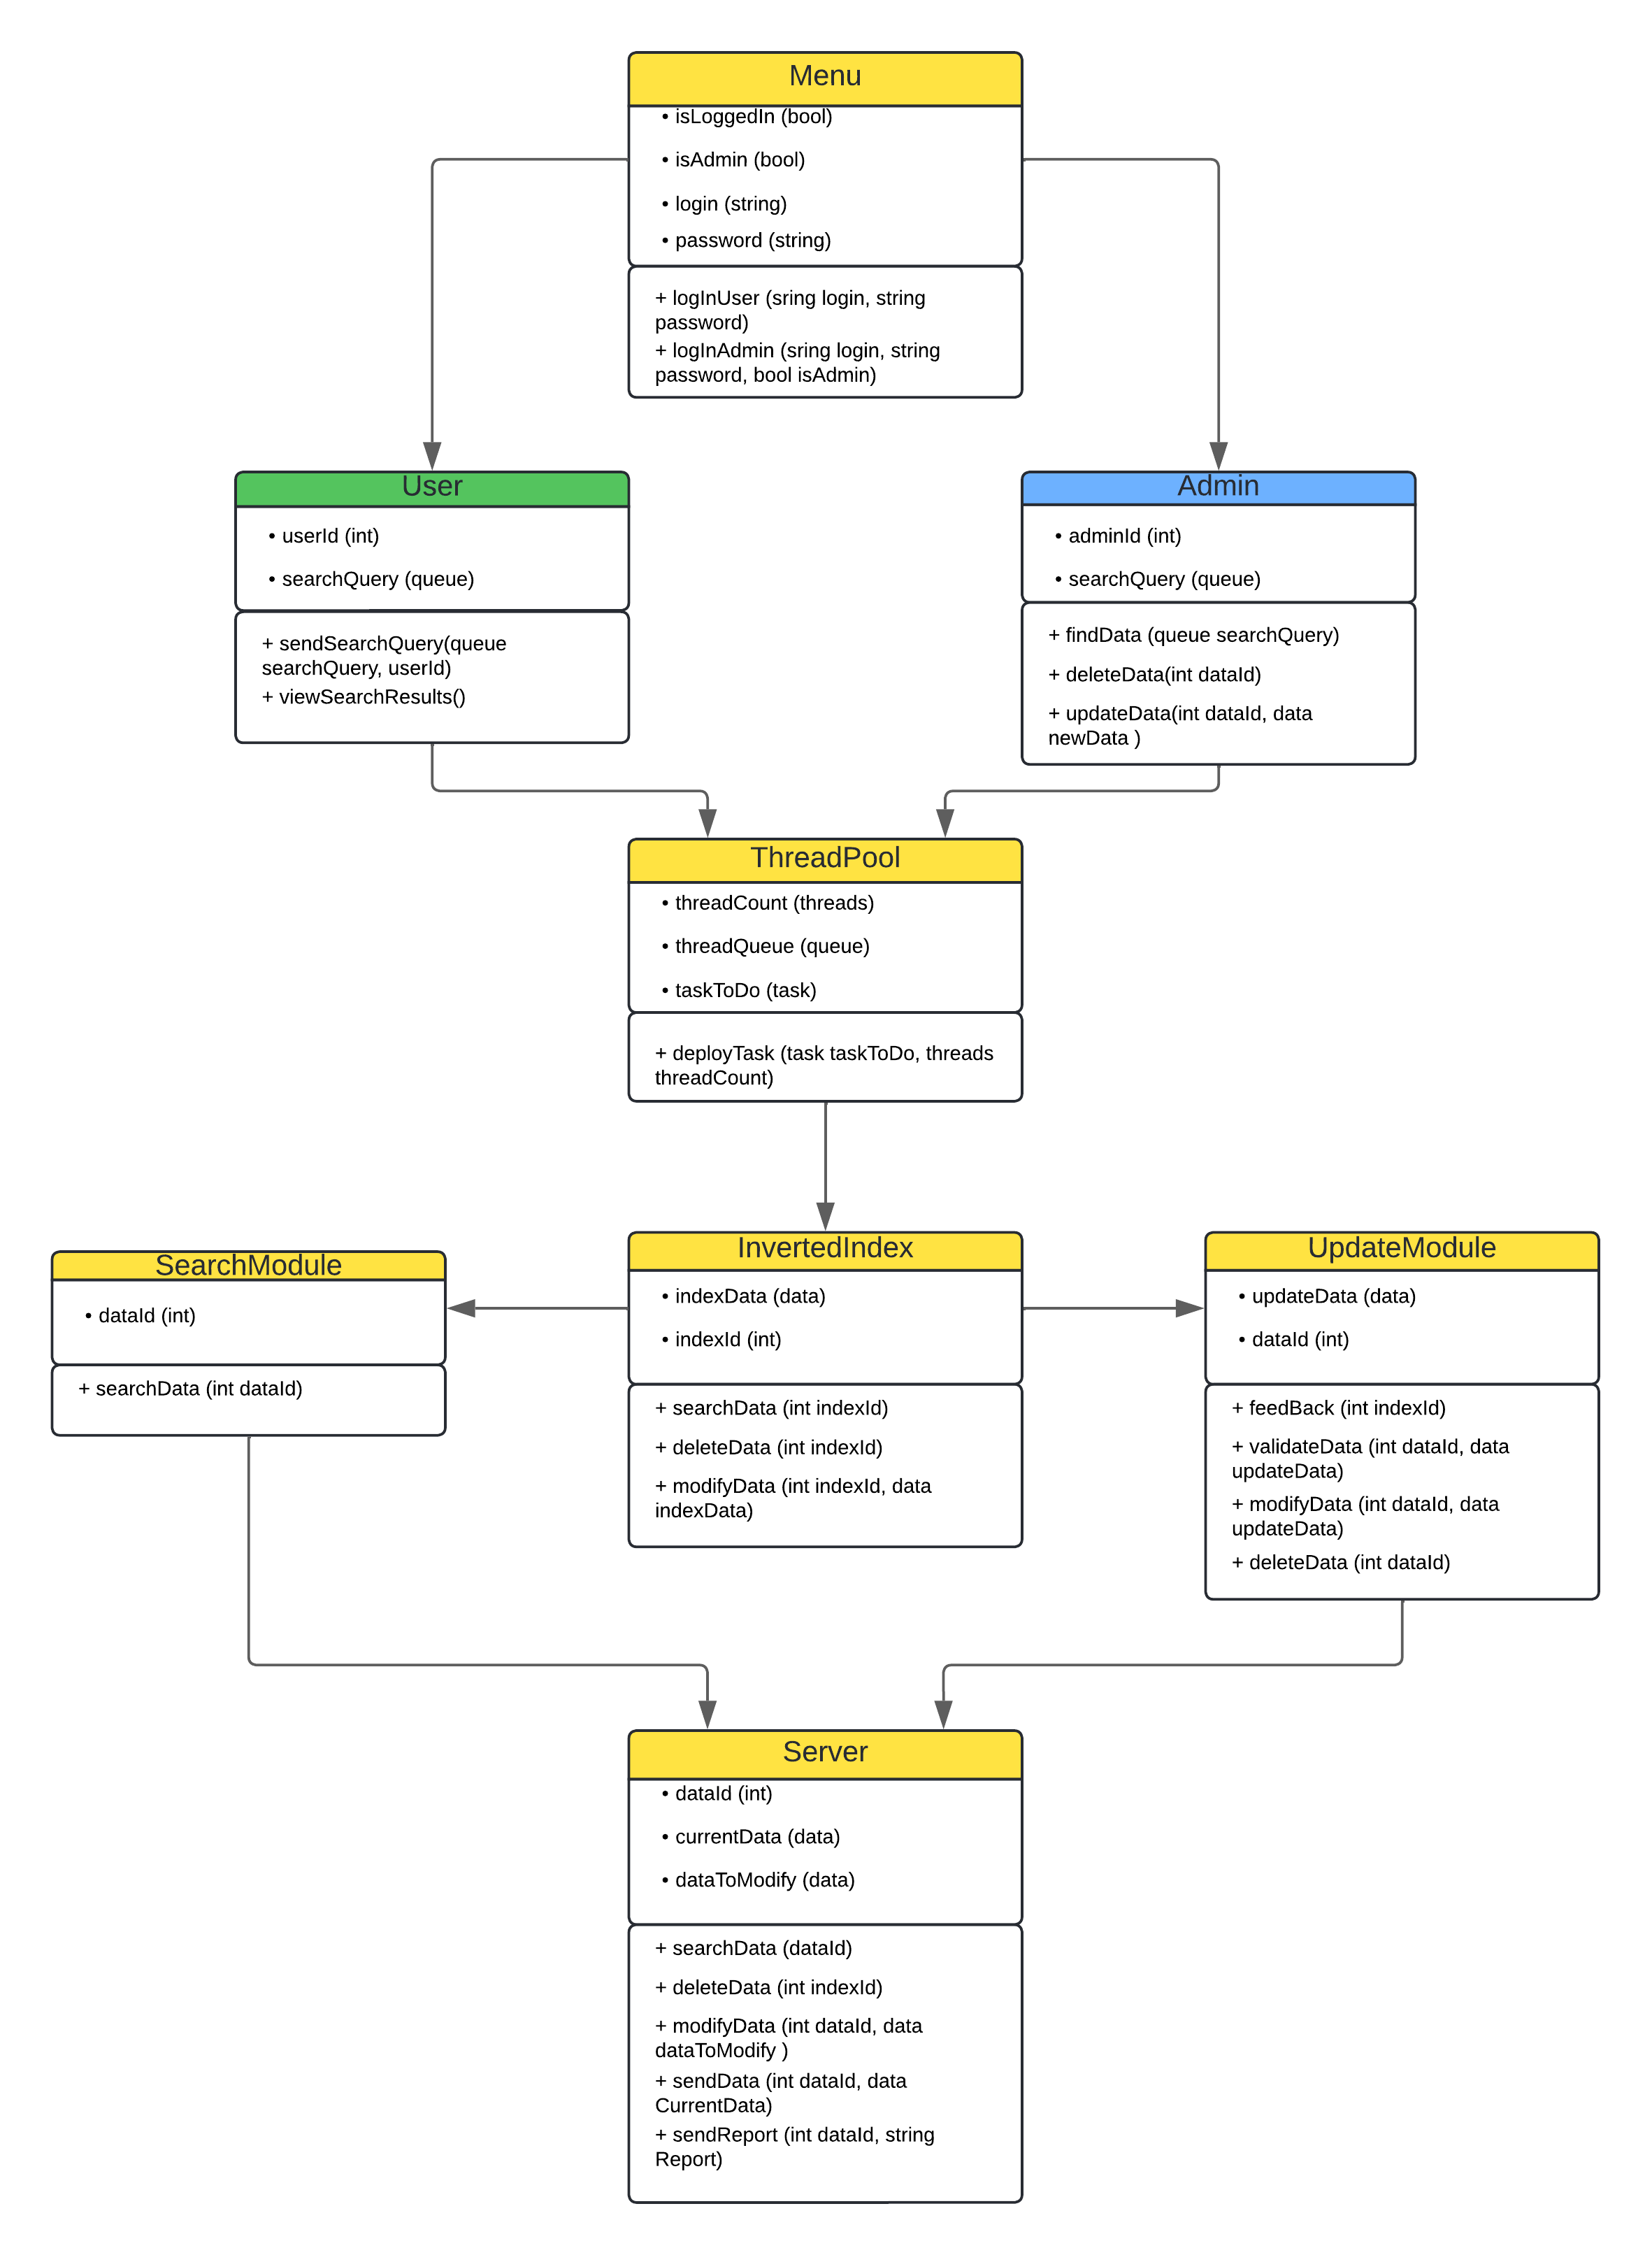 Menu
• isLoggedIn (bool)
• isAdmin (bool)
• login (string)
• password (string)
+ logInUser (sring login, string
password)
+ logInAdmin (sring login, string
password, bool isAdmin)
User
• userId (int)
• searchQuery (queue)
+ sendSearchQuery(queue
searchQuery, userId)
+ viewSearchResults()
Admin
• adminId (int)
• searchQuery (queue)
+ findData (queue searchQuery)
+ deleteData(int dataId)
+ updateData(int dataId, data
newData )
ThreadPool
• threadCount (threads)
• threadQueue (queue)
• taskToDo (task)
+ deployTask (task taskToDo, threads
threadCount)
SearchModule
• dataId (int)
+ searchData (int dataId)
InvertedIndex
• indexData (data)
• indexId (int)
+ searchData (int indexId)
+ deleteData (int indexId)
+ modifyData (int indexId, data
indexData)
UpdateModule
• updateData (data)
• dataId (int)
+ feedBack (int indexId)
+ validateData (int dataId, data
updateData)
+ modifyData (int dataId, data
updateData)
+ deleteData (int dataId)
Server
• dataId (int)
• currentData (data)
• dataToModify (data)
+ searchData (dataId)
+ deleteData (int indexId)
+ modifyData (int dataId, data
dataToModify )
+ sendData (int dataId, data
CurrentData)
+ sendReport (int dataId, string
Report)